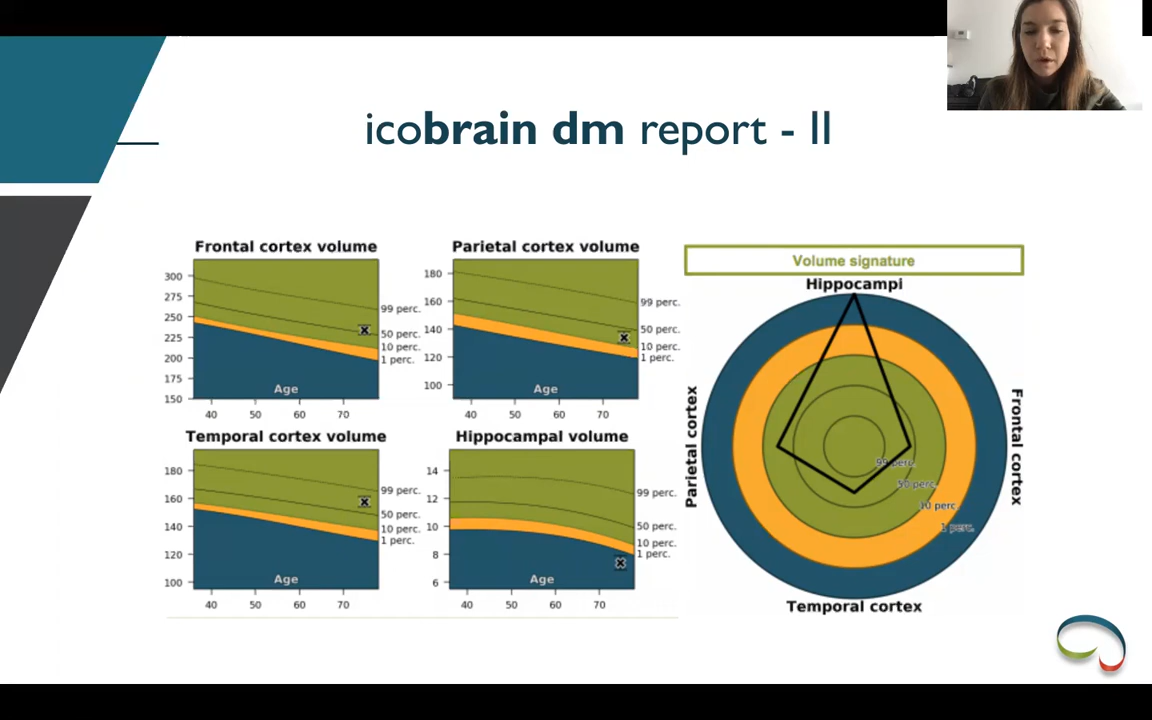 icobrain dm report - II
Frontal cortex volume
300
275
250
225
200
175
150
99 perc.
50 perc.
10 perc.
1 perc.
Age
40 50 60 70
Parietal cortex volume
180
160
140
120
100
99 perc.
50 perc.
10 perc.
1 perc.
Age
40 50 60 70
Temporal cortex volume
180
160
140
120
100
99 perc.
50 perc.
10 perc.
1 perc.
Age
40 50 60 70
Hippocampal volume
14
12
10
8
6
99 perc.
50 perc.
10 perc.
1 perc.
Age
40 50 60 70
Volume signature
Hippocampi
Parietal cortex
Frontal cortex
99 perc.
50 perc.
10 perc.
1 perc.
Temporal cortex